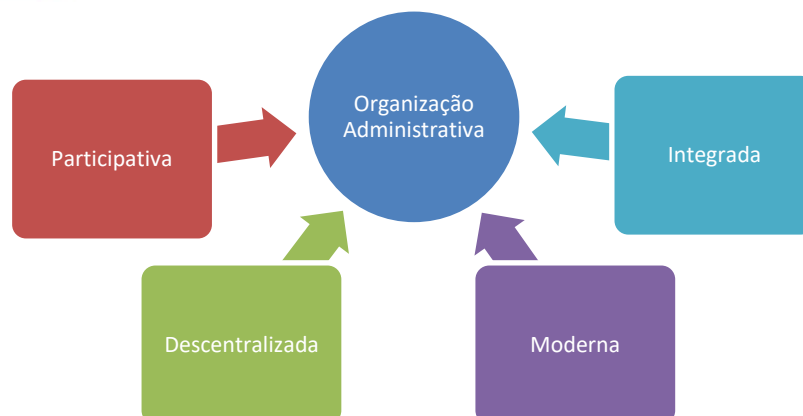 Organização
Administrativa
Participativa
Integrada
Descentralizada
Moderna